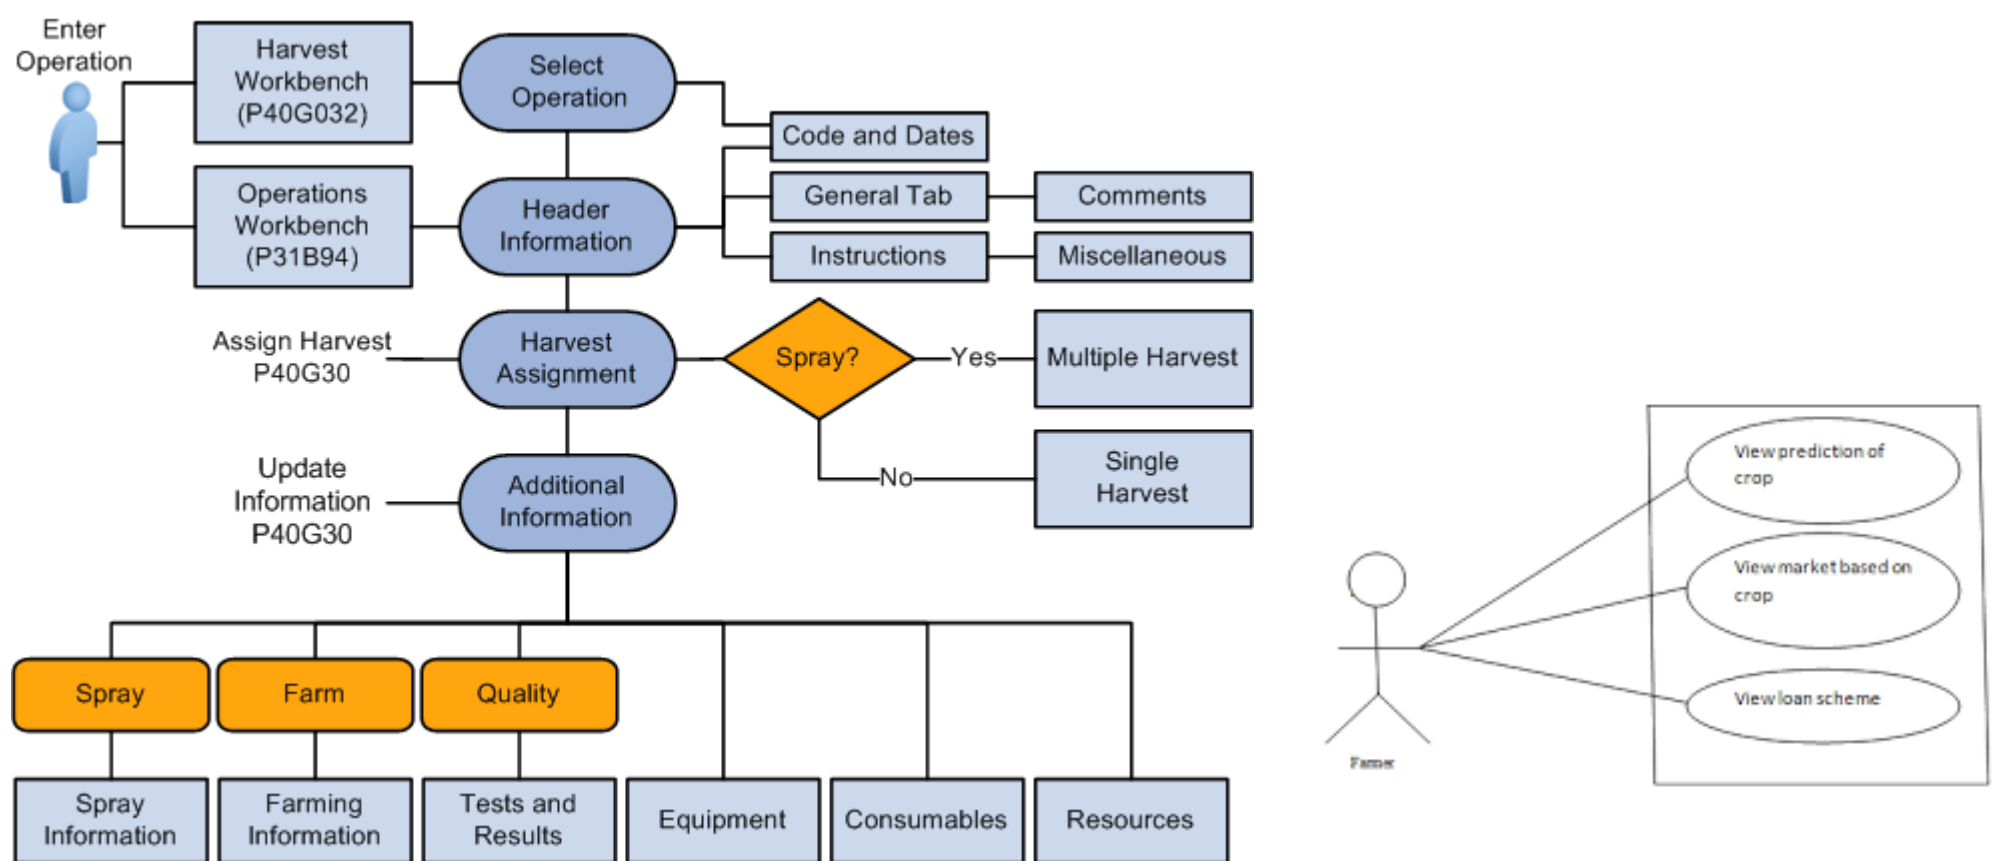 Enter
Operation
Harvest
Workbench
(P40G032)
Select
Operation
Code and Dates
Operations
Workbench
(P31B94)
Header
Information
General Tab
Comments
Instructions
Miscellaneous
Assign Harvest
P40G30
Harvest
Assignment
Spray?
Yes
Multiple Harvest
No
Single
Harvest
Update
Information
P40G30
Additional
Information
Spray
Farm
Quality
Spray
Information
Farming
Information
Tests and
Results
Equipment
Consumables
Resources
View prediction of
crop
View market based on
crop
View loan scheme
Farmer